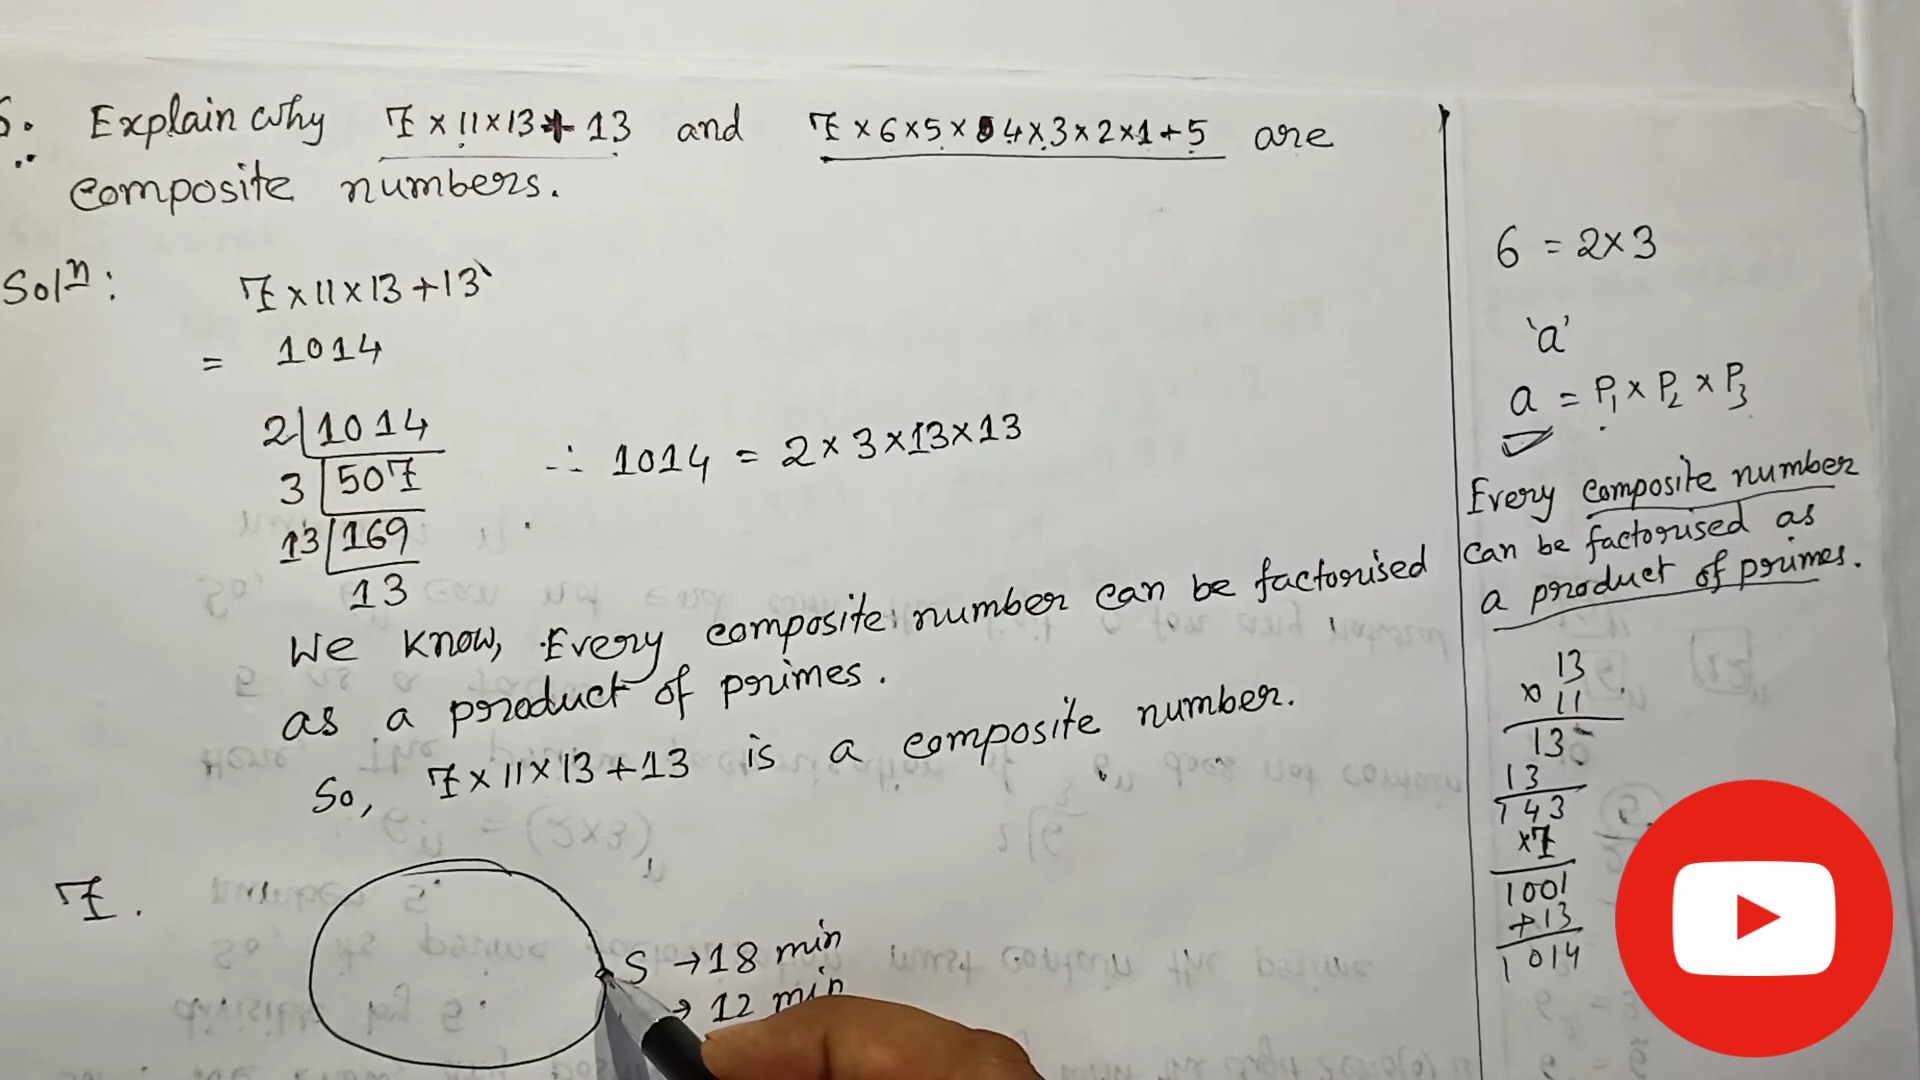 Explain why 7×11×13+13 and 7×6×5×4×3×2×1+5 are
composite numbers.
Solⁿ:
7×11×13+13
= 1014
2|1014
3|507
13|169
13
∴ 1014 = 2×3×13×13
We know, Every composite number can be factorised
as a product of primes.
So, 7×11×13+13 is a composite number.
7.
S → 18 min
→ 12 min
6 = 2×3
'a'
a = P₁ × P₂ × P₃
Every composite number
can be factorised as
a product of primes.
13
×11
13
13
143
×7
1001
+13
1014